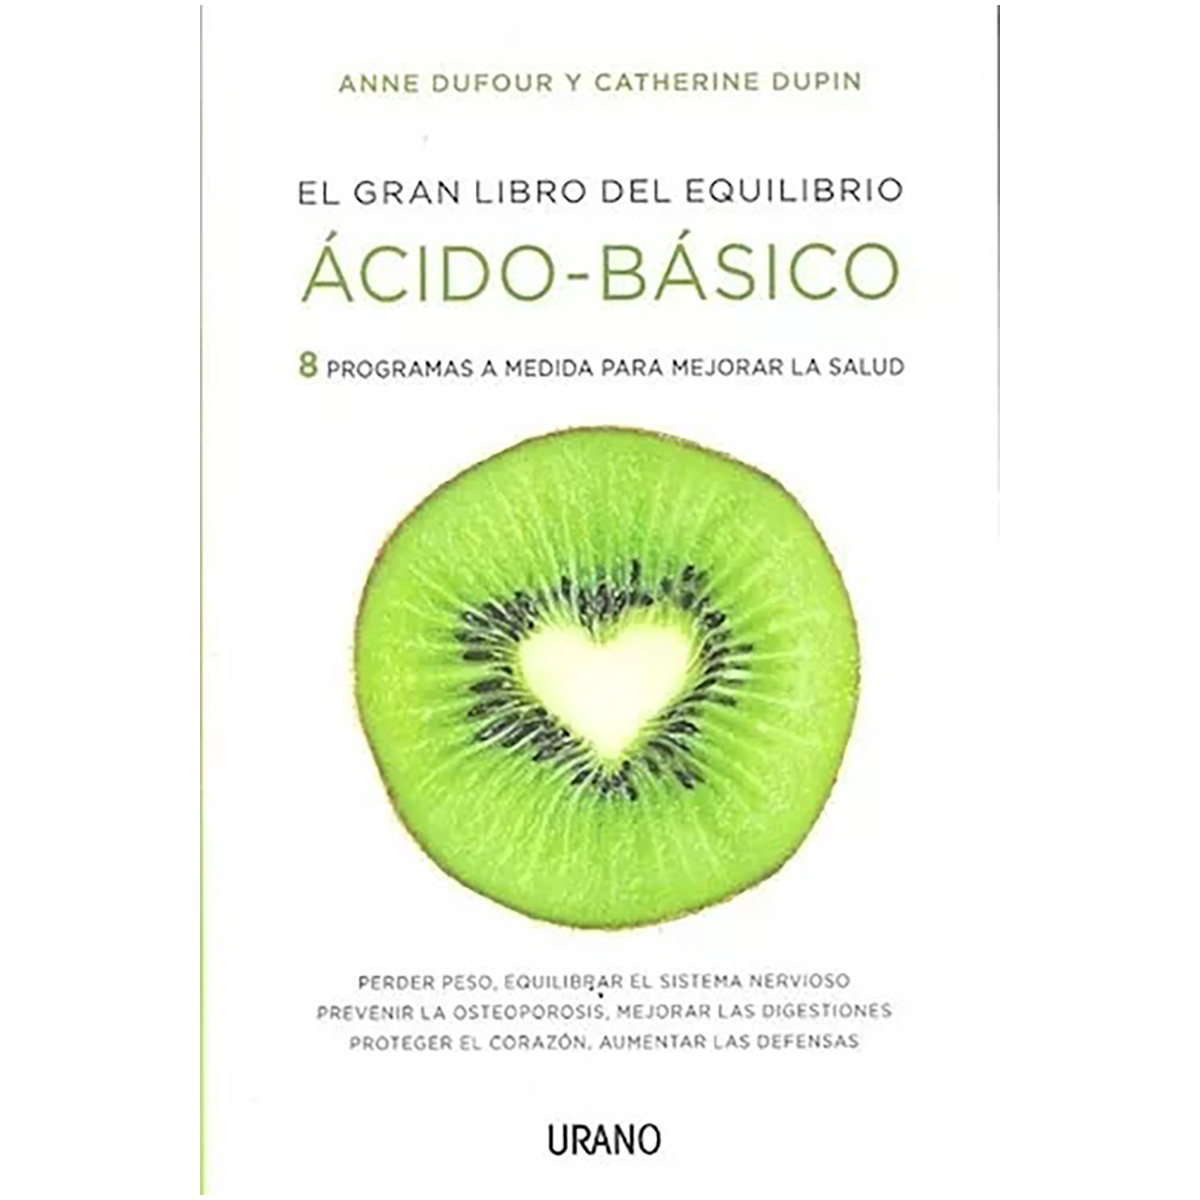 ANNE DUFOUR Y CATHERINE DUPIN
EL GRAN LIBRO DEL EQUILIBRIO
ÁCIDO-BÁSICO
8 PROGRAMAS A MEDIDA PARA MEJORAR LA SALUD
PERDER PESO, EQUILIBRAR EL SISTEMA NERVIOSO
PREVENIR LA OSTEOPOROSIS, MEJORAR LAS DIGESTIONES
PROTEGER EL CORAZÓN, AUMENTAR LAS DEFENSAS
URANO